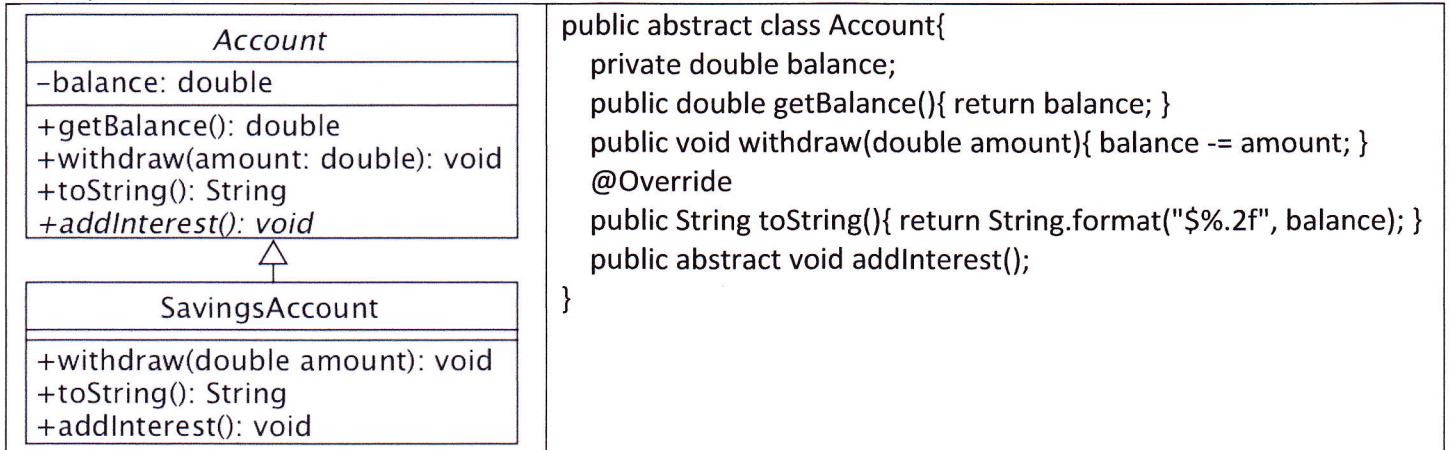 Account
-balance: double
+getBalance(): double
+withdraw(amount: double): void
+toString(): String
+addInterest(): void
SavingsAccount
+withdraw(double amount): void
+toString(): String
+addInterest(): void
public abstract class Account{
private double balance;
public double getBalance(){ return balance; }
public void withdraw(double amount){ balance -= amount; }
@Override
public String toString(){ return String.format("$%.2f", balance); }
public abstract void addInterest();
}